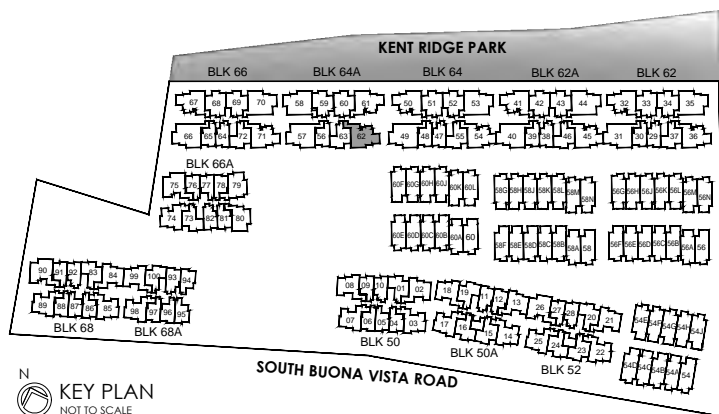 KENT RIDGE PARK
BLK 66 BLK 64A BLK 64 BLK 62A BLK 62
67 68 69 70 58 59 60 61 50 51 52 53 41 42 43 44 32 33 34 35
66 65 64 72 71 57 56 63 62 49 48 47 55 54 40 39 38 46 45 31 30 29 37 36
BLK 66A
75 76 77 78 79 60F 60G 60H 60J 60K 60L 58G 58H 58J 58K 58L 58M 58N 56G 56H 56J 56K 56L 56M 56N
74 73 82 81 80 60E 60D 60C 60B 60A 60 58F 58E 58D 58C 58B 58A 58 56F 56E 56D 56C 56B 56A 56
90 91 92 83 84 99 100 93 94 08 09 10 01 02 18 19 11 12 13 26 27 28 20 21 54E 54F 54G 54H 54J
89 88 87 86 85 98 97 96 95 07 06 05 04 03 17 16 15 14 25 24 23 22 54D 54C 54B 54A 54
BLK 68 BLK 68A BLK 50 BLK 50A BLK 52
SOUTH BUONA VISTA ROAD
N
KEY PLAN
NOT TO SCALE